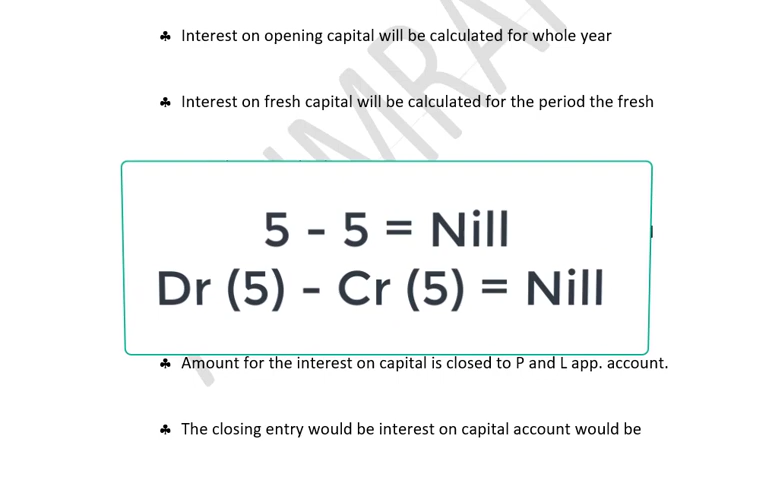 ♣ Interest on opening capital will be calculated for whole year
♣ Interest on fresh capital will be calculated for the period the fresh
5 - 5 = Nill
Dr (5) - Cr (5) = Nill
♣ Amount for the interest on capital is closed to P and L app. account.
♣ The closing entry would be interest on capital account would be